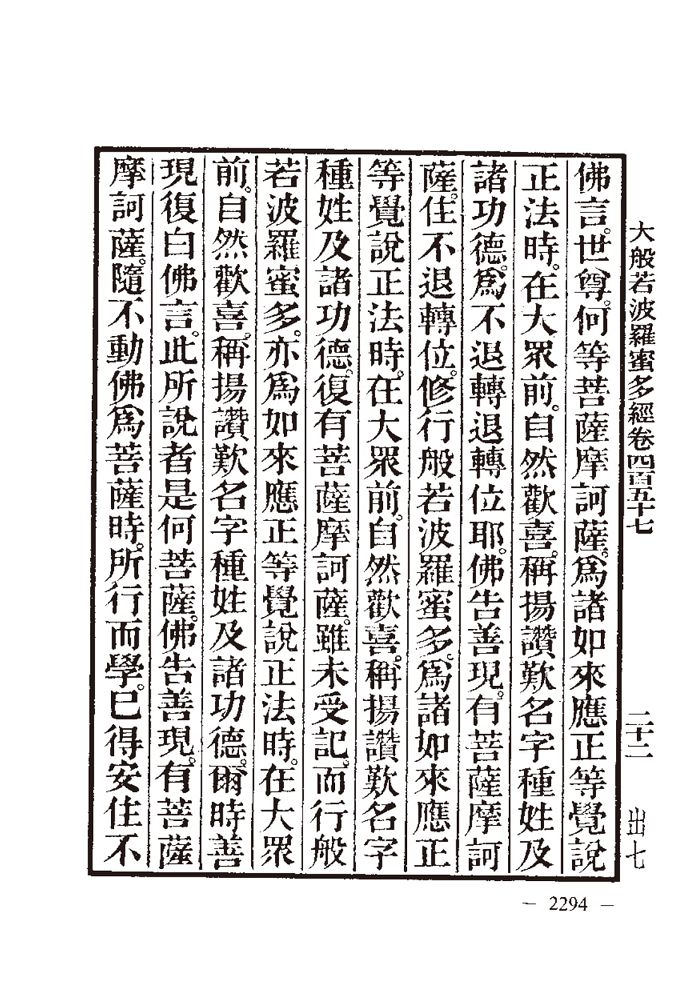 大般若波羅蜜多經卷四百五十七
二十二
出七
佛言。世尊。何等菩薩摩訶薩。爲諸如來應正等覺說
正法時。在大眾前。自然歡喜。稱揚讚歎名字種姓及
諸功德。爲不退轉退轉位耶。佛告善現。有菩薩摩訶
薩。住不退轉位。修行般若波羅蜜多。爲諸如來應正
等覺說正法時。在大眾前。自然歡喜。稱揚讚歎名字
種姓及諸功德。復有菩薩摩訶薩。雖未受記。而行般
若波羅蜜多。亦爲如來應正等覺說正法時。在大眾
前。自然歡喜。稱揚讚歎名字種姓及諸功德。爾時善
現復白佛言。此所說者是何菩薩。佛告善現。有菩薩
摩訶薩。隨不動佛爲菩薩時。所行而學。已得安住不
— 2294 —